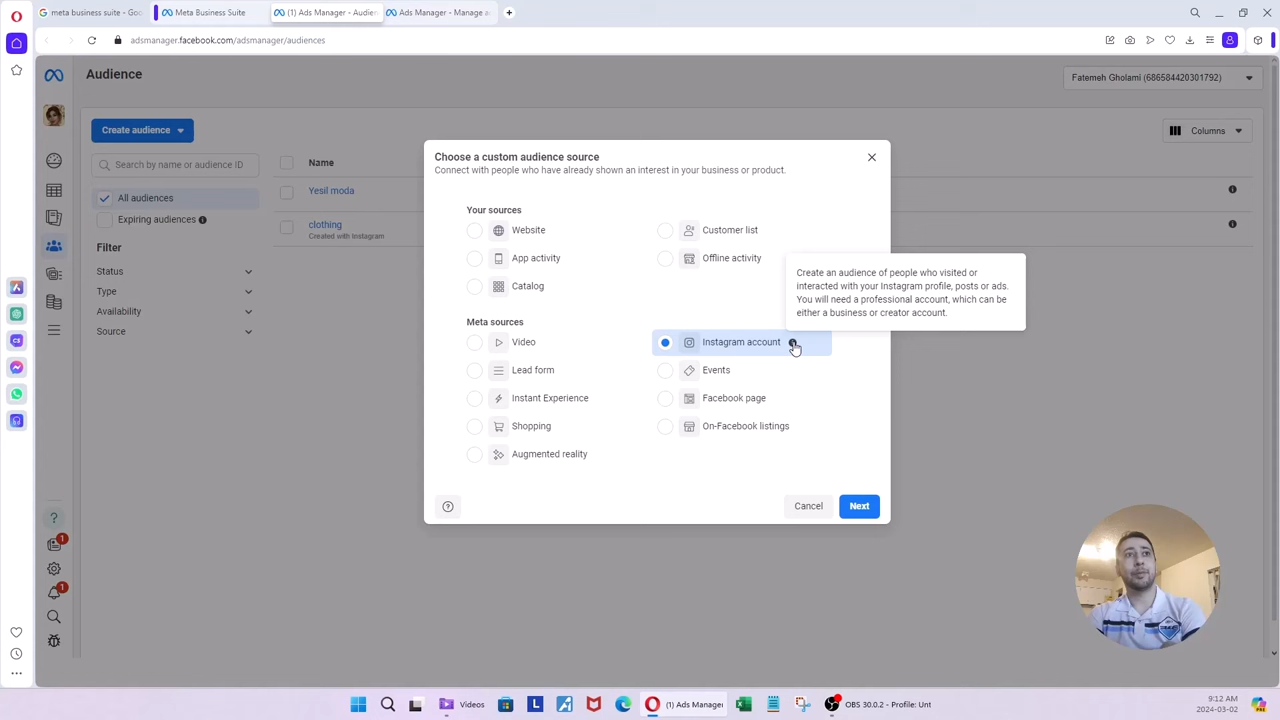 meta business suite - Goo
Meta Business Suite
(1) Ads Manager - Audien
Ads Manager - Manage a
adsmanager.facebook.com/adsmanager/audiences
Audience
Fatemeh Gholami (686584420301792)
Create audience
Columns
Search by name or audience ID
Name
All audiences
Expiring audiences
Yesil moda
clothing
Created with Instagram
Filter
Status
Type
Availability
Source
Choose a custom audience source
Connect with people who have already shown an interest in your business or product.
Your sources
Website
Customer list
App activity
Offline activity
Catalog
Create an audience of people who visited or
interacted with your Instagram profile, posts or ads.
You will need a professional account, which can be
either a business or creator account.
Meta sources
Video
Instagram account
Lead form
Events
Instant Experience
Facebook page
Shopping
On-Facebook listings
Augmented reality
Cancel
Next
1
1
Videos
(1) Ads Manager
OBS 30.0.2 - Profile: Unt
9:12 AM
2024-03-02